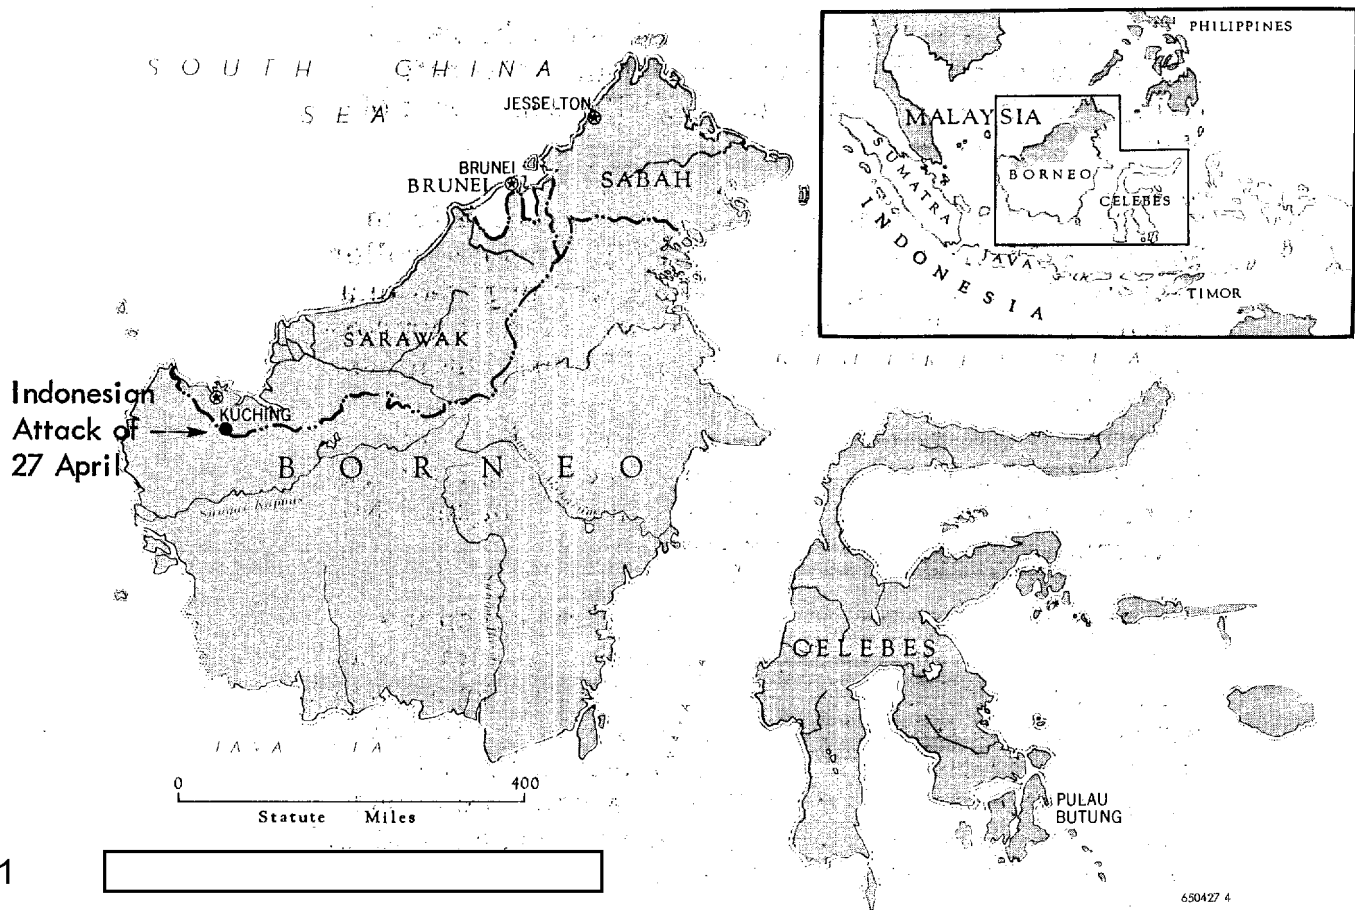 SOUTH CHINA
SEA
JESSELTON
BRUNEI
BRUNEI
SABAH
SARAWAK
Indonesian
Attack of
27 April
KUCHING
BORNEO
0 400
Statute Miles
CELEBES
PULAU
BUTUNG
PHILIPPINES
MALAYSIA
SUMATRA
BORNEO
CELEBES
INDONESIA
JAVA
TIMOR
1
650427 4